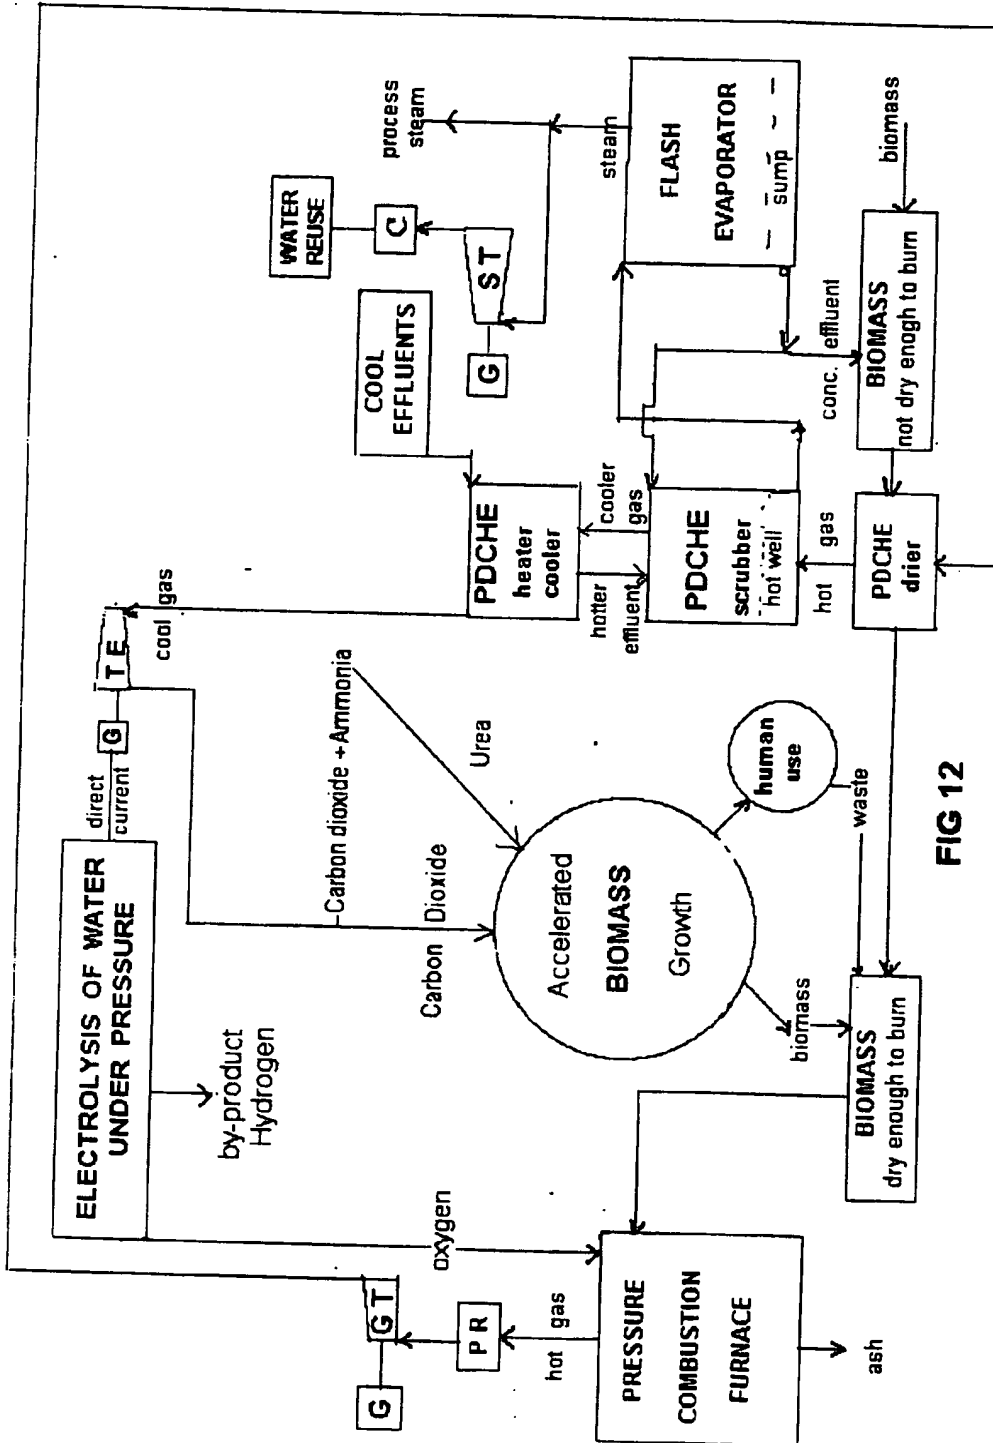 ELECTROLYSIS OF WATER
UNDER PRESSURE
direct
current
G
T E
cool gas
by-product
Hydrogen
oxygen
G
G T
P R
hot gas
PRESSURE
COMBUSTION
FURNACE
ash
Carbon dioxide +Ammonia
Urea
Carbon Dioxide
Accelerated
BIOMASS
Growth
human
use
waste
biomass
BIOMASS
dry enough to burn
WATER
REUSE
C
S T
G
process
steam
COOL
EFFLUENTS
PDCHE
heater
cooler
cooler
gas
hotter
effluent
PDCHE
scrubber
hot well
hot gas
PDCHE
drier
steam
FLASH
EVAPORATOR
sump
conc. effluent
BIOMASS
not dry enogh to burn
biomass
FIG 12